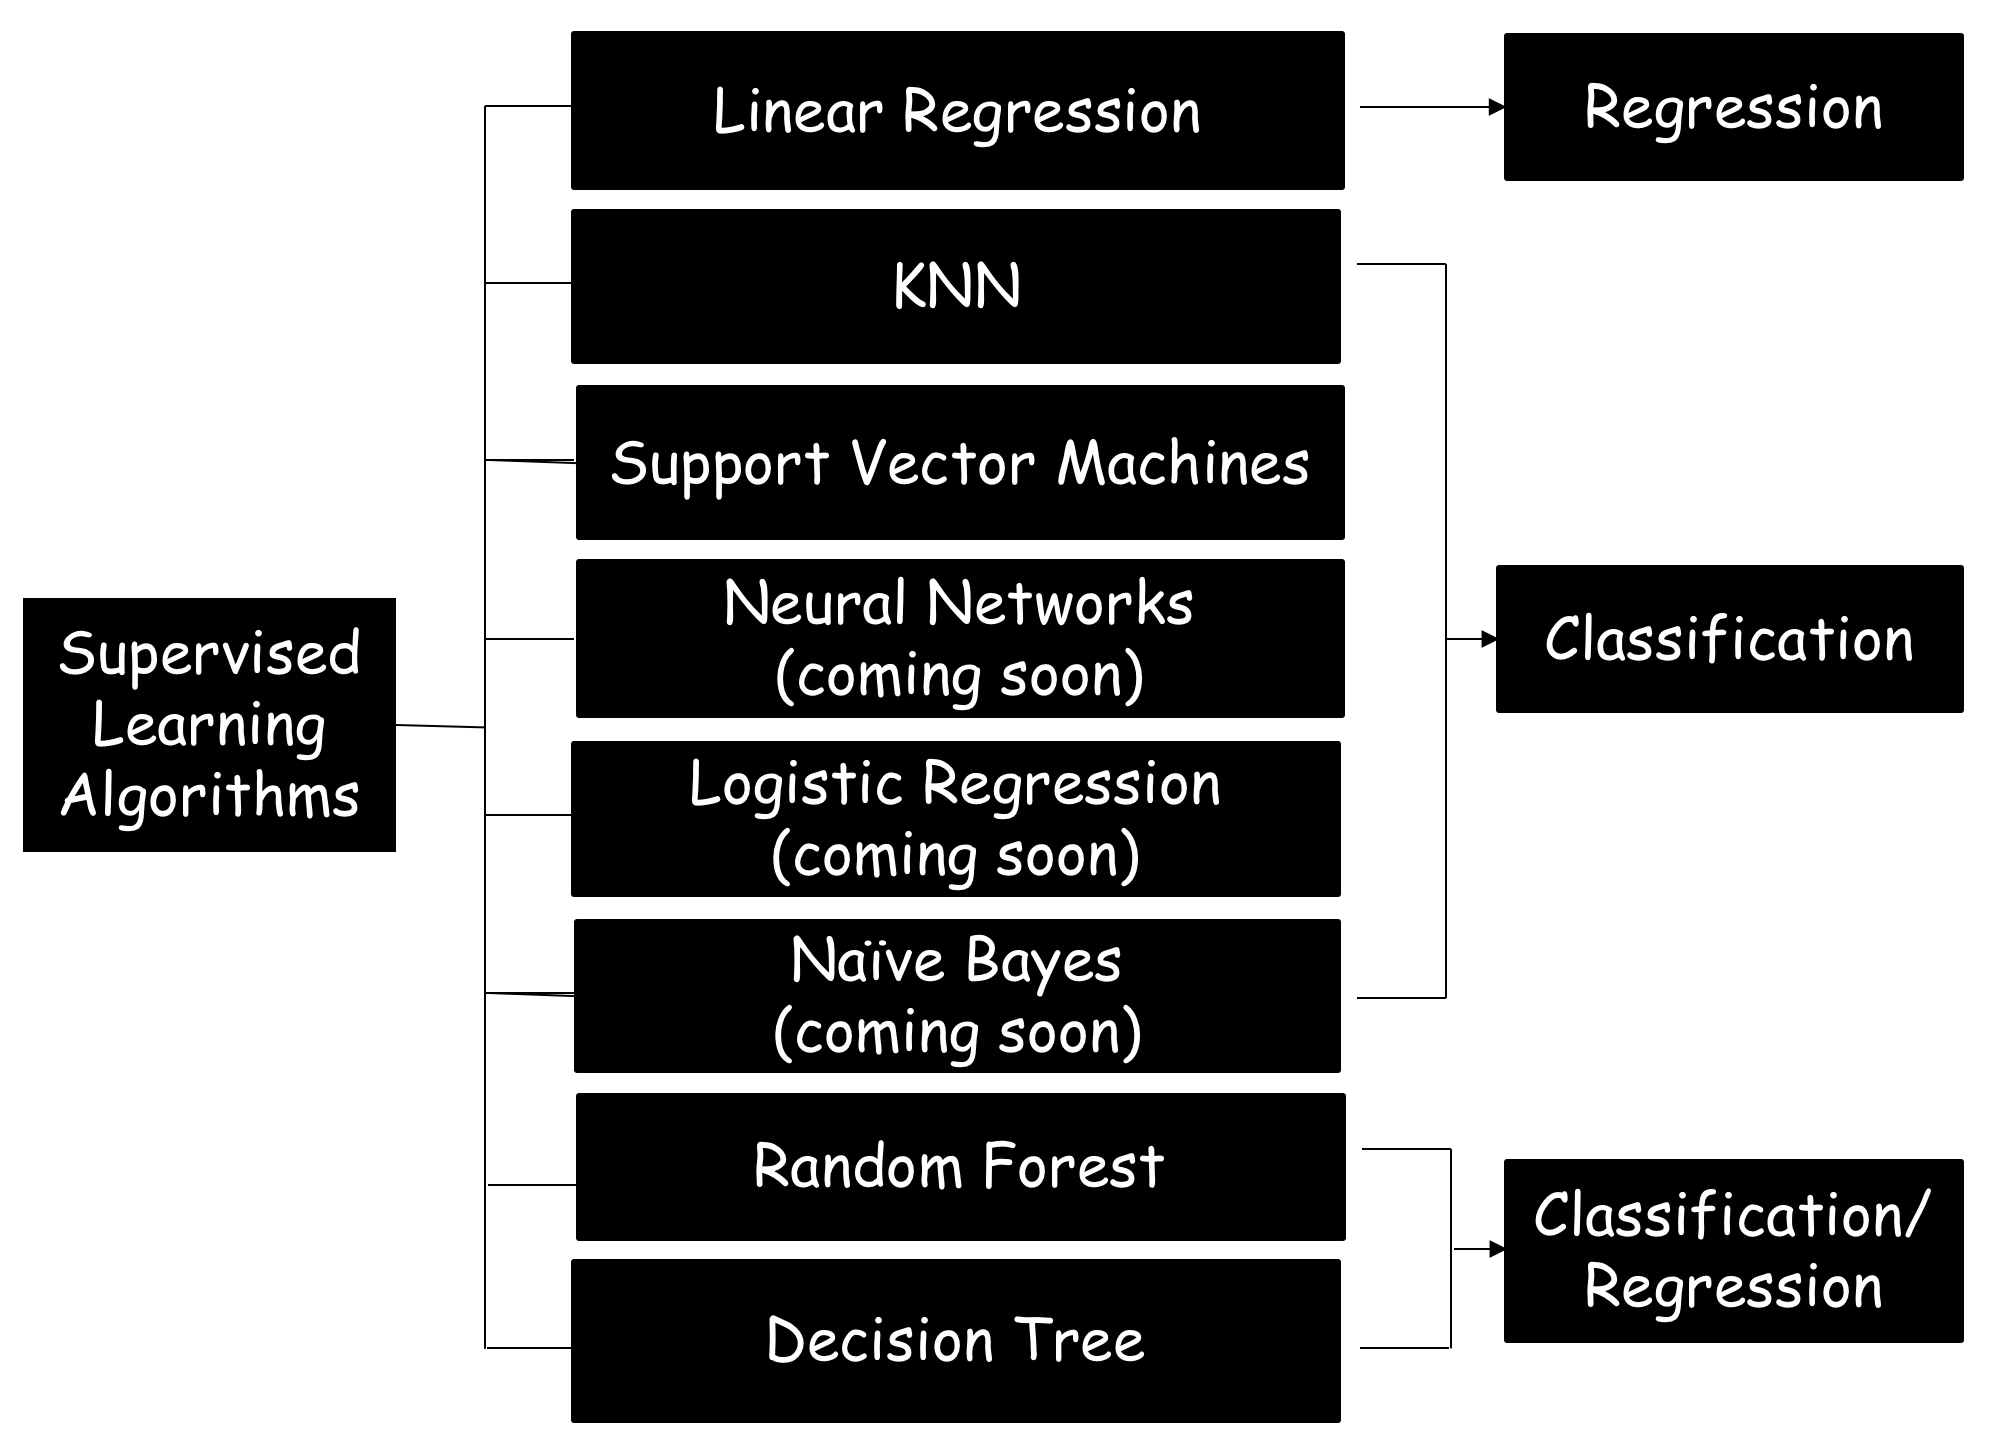 Linear Regression
Regression
KNN
Support Vector Machines
Neural Networks
(coming soon)
Classification
Supervised
Learning
Algorithms
Logistic Regression
(coming soon)
Naïve Bayes
(coming soon)
Random Forest
Classification/
Regression
Decision Tree